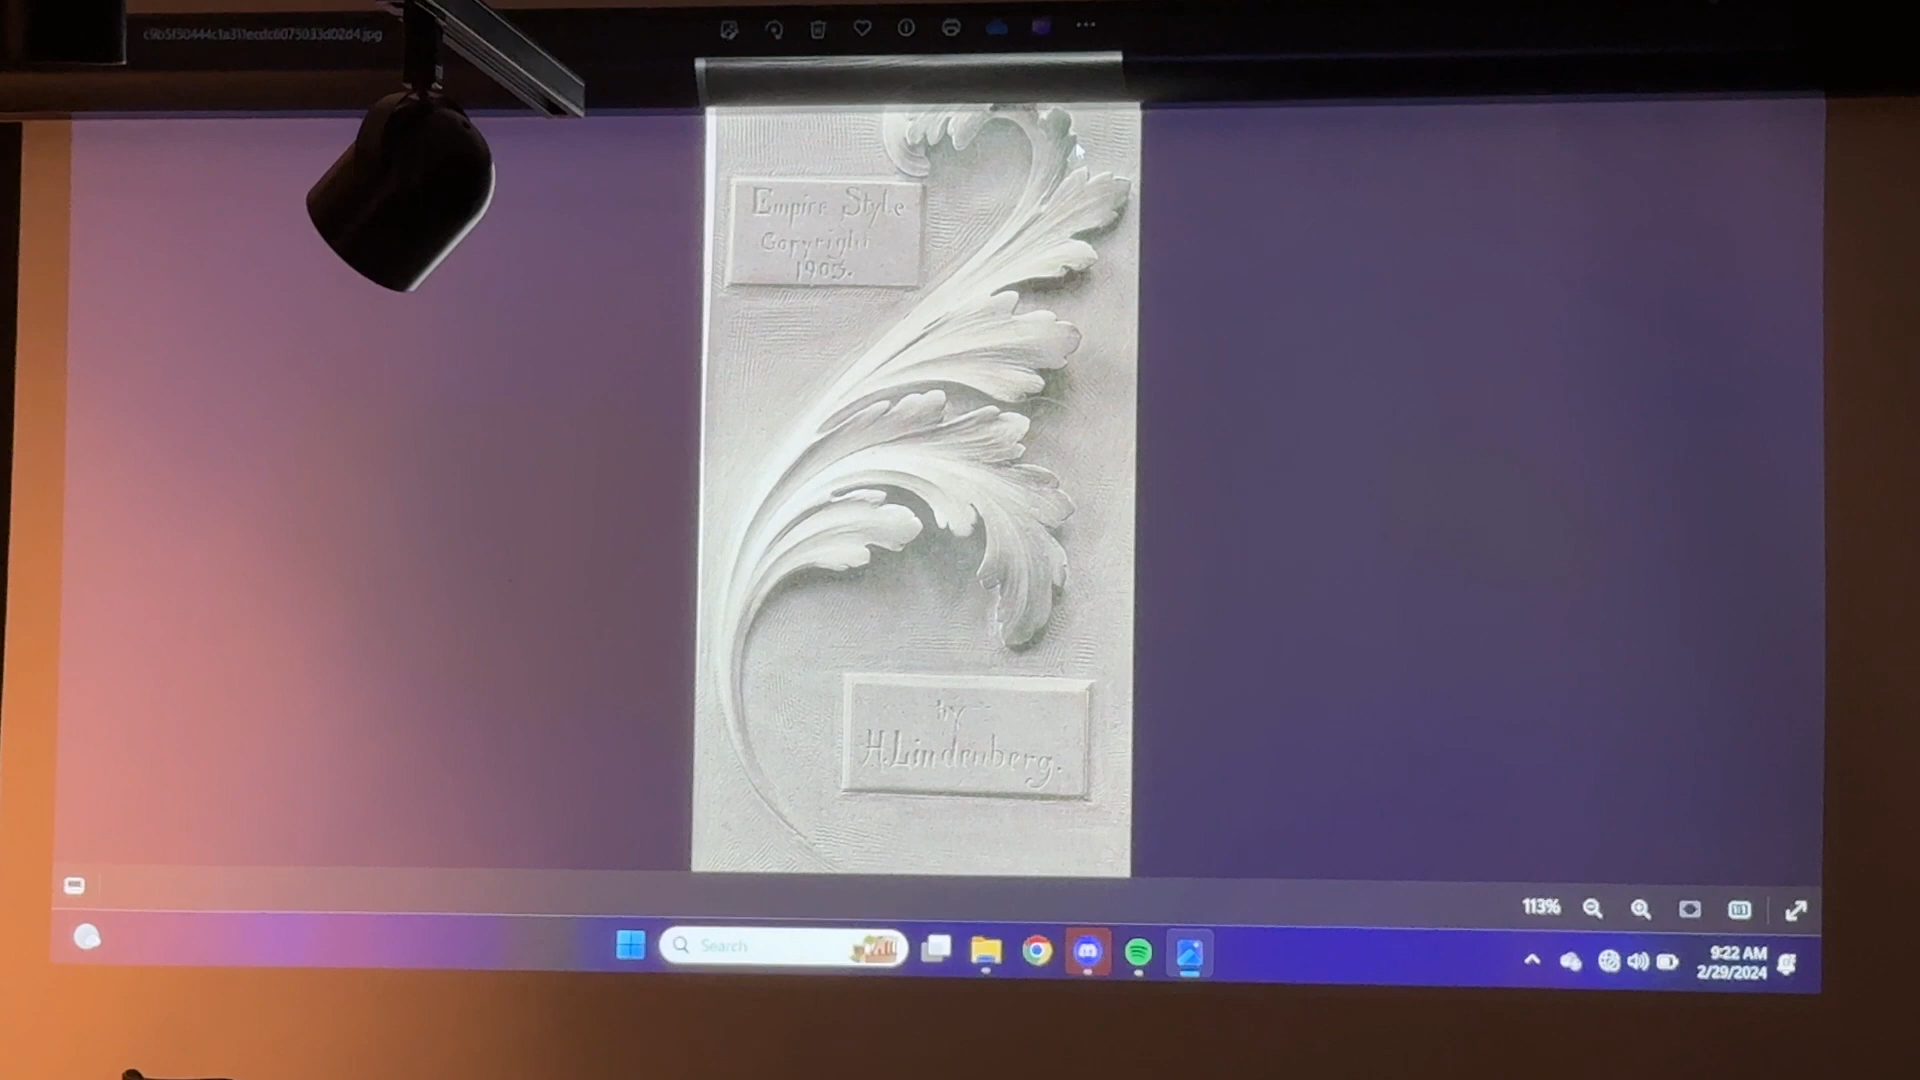 Empire Style
Copyright
1903.
by
H.Lindenberg.
113%
Search
9:22 AM
2/29/2024